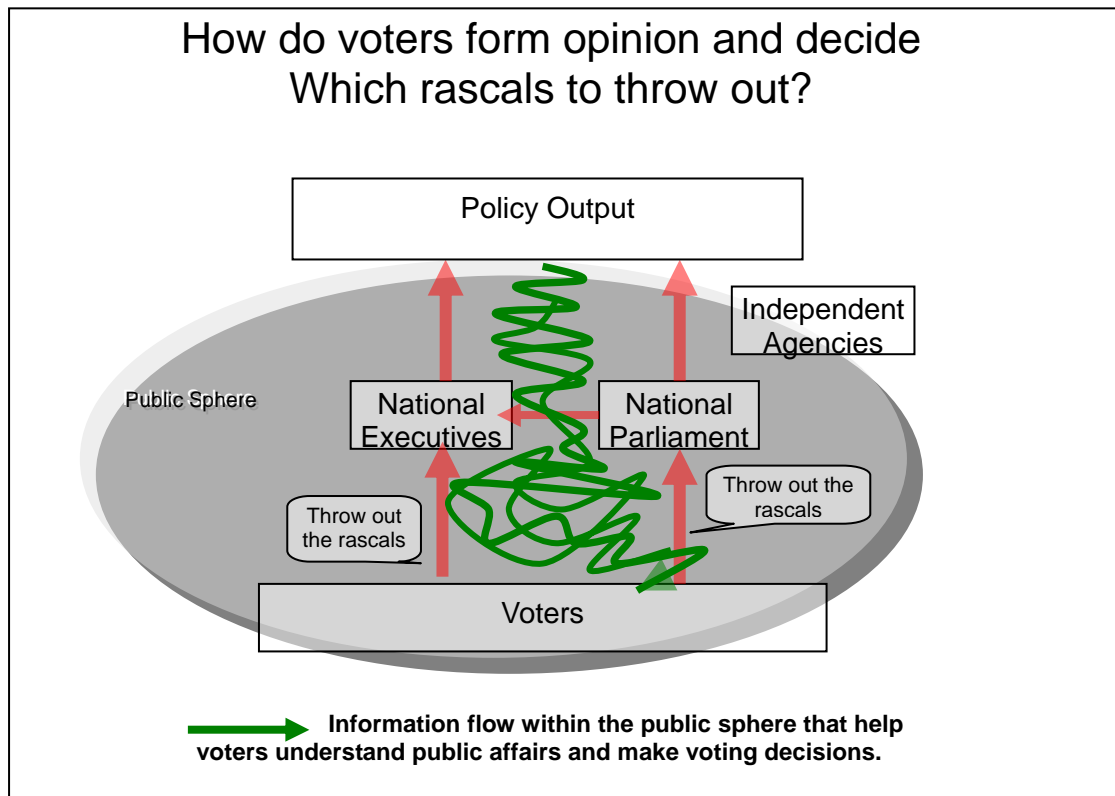 How do voters form opinion and decide
Which rascals to throw out?
Policy Output
Independent
Agencies
Public Sphere
National
Executives
National
Parliament
Throw out
the rascals
Throw out the
rascals
Voters
Information flow within the public sphere that help
voters understand public affairs and make voting decisions.